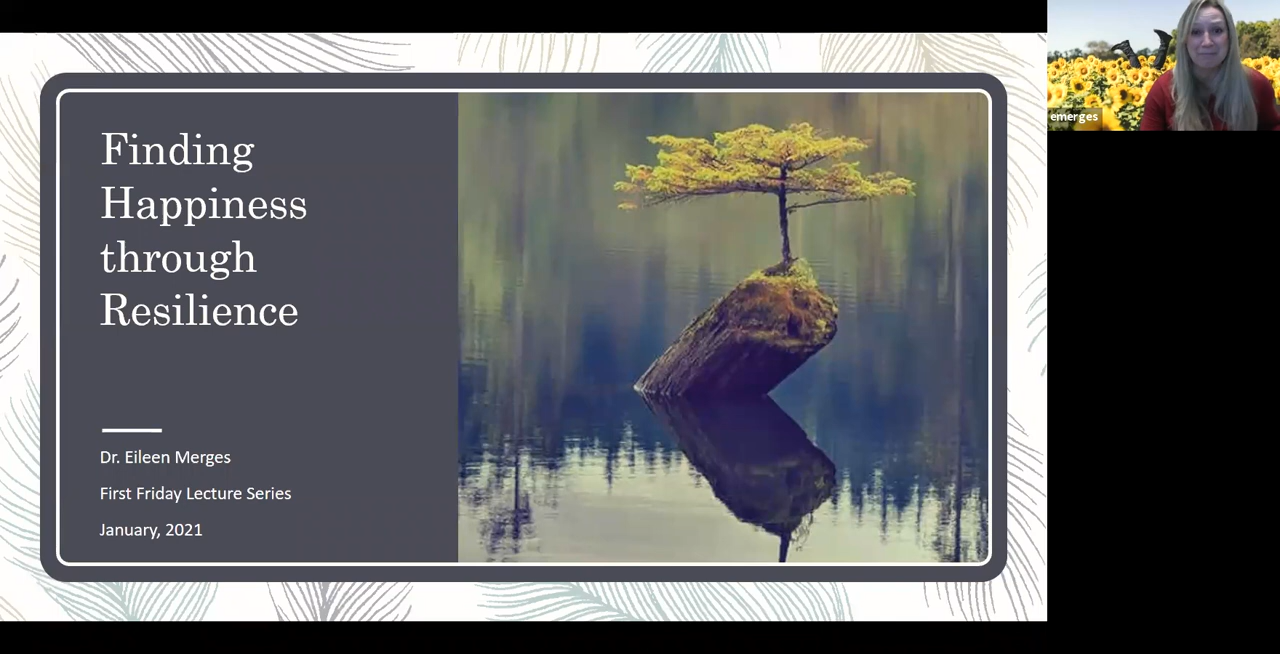 Finding
Happiness
through
Resilience
Dr. Eileen Merges
First Friday Lecture Series
January, 2021
emerges